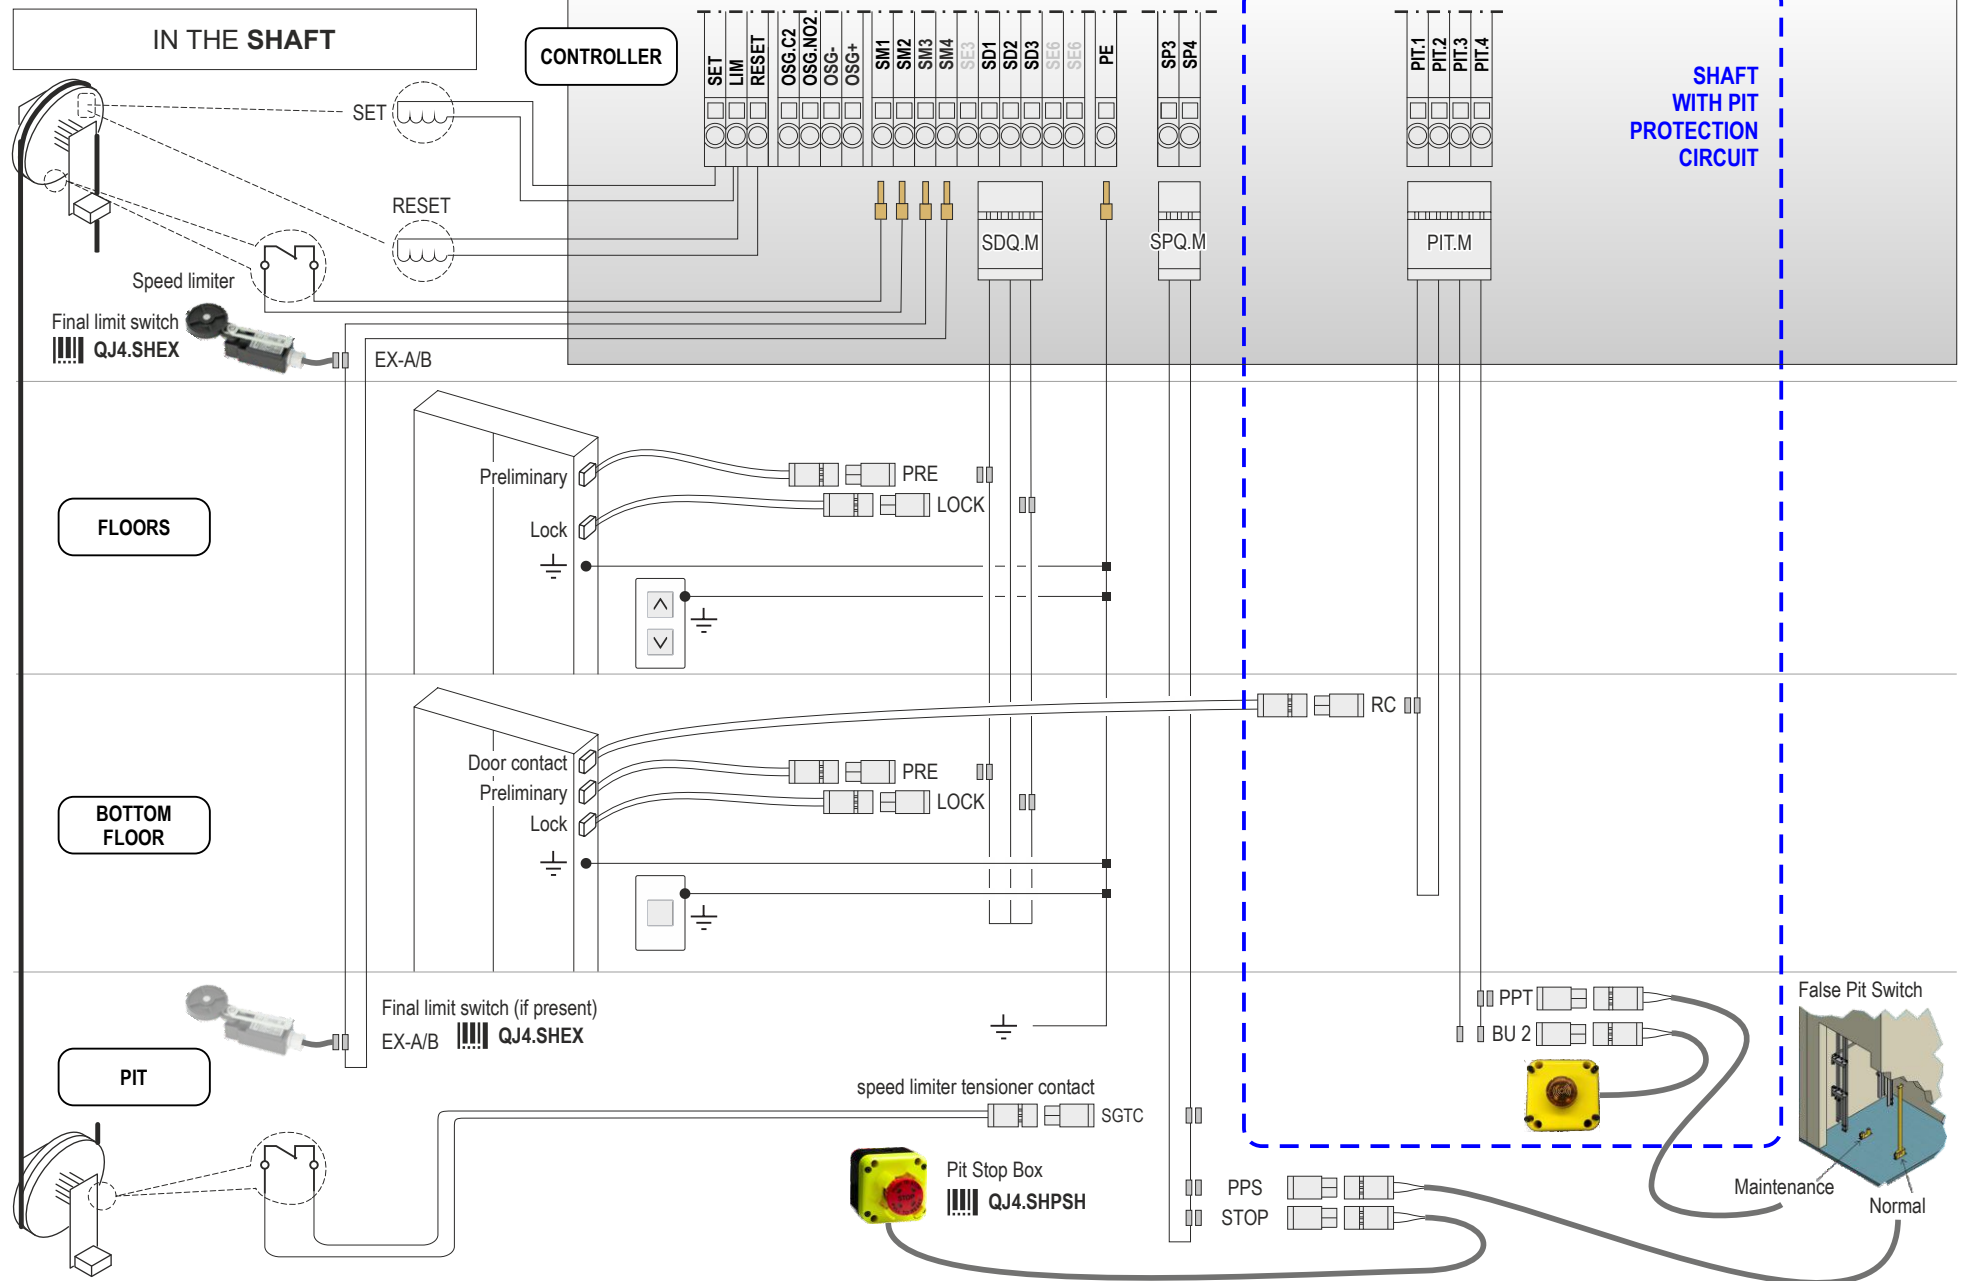 IN THE SHAFT
CONTROLLER
SET
LIM
RESET
OSG.C2
OSG.NO2
OSG-
OSG+
SM1
SM2
SM3
SM4
SE3
SD1
SD2
SD3
SE6
SE6
PE
SP3
SP4
PIT.1
PIT.2
PIT.3
PIT.4
SHAFT
WITH PIT
PROTECTION
CIRCUIT
SET
RESET
SDQ.M
SPQ.M
PIT.M
Speed limiter
Final limit switch
QJ4.SHEX
EX-A/B
FLOORS
Preliminary
PRE
LOCK
Lock
BOTTOM
FLOOR
RC
Door contact
PRE
Preliminary
LOCK
Lock
PIT
Final limit switch (if present)
EX-A/B
QJ4.SHEX
PPT
BU 2
False Pit Switch
speed limiter tensioner contact
SGTC
Pit Stop Box
QJ4.SHPSH
STOP
PPS
STOP
Maintenance
Normal